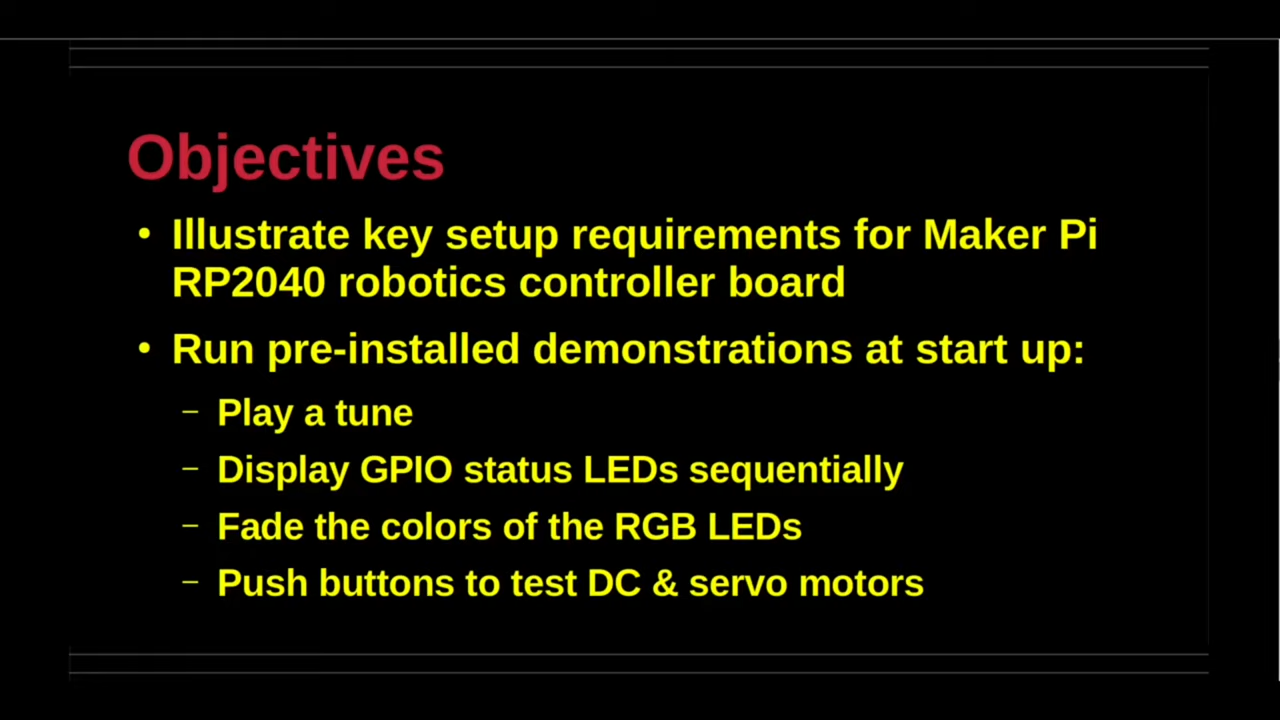 Objectives
• Illustrate key setup requirements for Maker Pi
RP2040 robotics controller board
• Run pre-installed demonstrations at start up:
– Play a tune
– Display GPIO status LEDs sequentially
– Fade the colors of the RGB LEDs
– Push buttons to test DC & servo motors